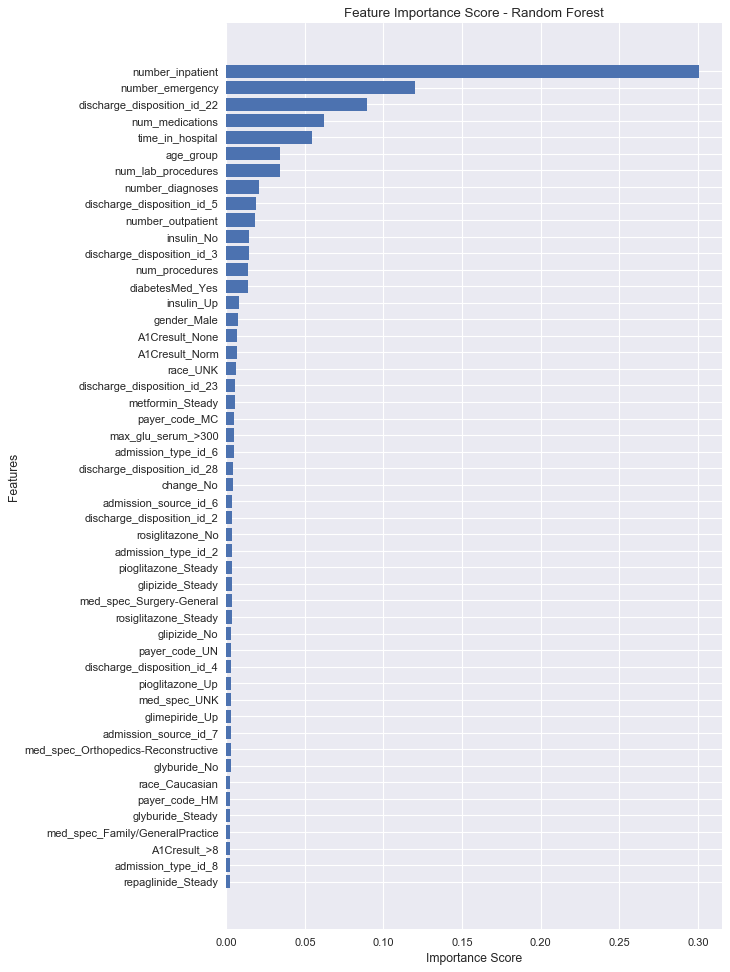 Feature Importance Score - Random Forest
number_inpatient
number_emergency
discharge_disposition_id_22
num_medications
time_in_hospital
age_group
num_lab_procedures
number_diagnoses
discharge_disposition_id_5
number_outpatient
insulin_No
discharge_disposition_id_3
num_procedures
diabetesMed_Yes
insulin_Up
gender_Male
A1Cresult_None
A1Cresult_Norm
race_UNK
discharge_disposition_id_23
metformin_Steady
payer_code_MC
max_glu_serum_>300
admission_type_id_6
discharge_disposition_id_28
change_No
admission_source_id_6
discharge_disposition_id_2
rosiglitazone_No
admission_type_id_2
pioglitazone_Steady
glipizide_Steady
med_spec_Surgery-General
rosiglitazone_Steady
glipizide_No
payer_code_UN
discharge_disposition_id_4
pioglitazone_Up
med_spec_UNK
glimepiride_Up
admission_source_id_7
med_spec_Orthopedics-Reconstructive
glyburide_No
race_Caucasian
payer_code_HM
glyburide_Steady
med_spec_Family/GeneralPractice
A1Cresult_>8
admission_type_id_8
repaglinide_Steady
Features
0.00 0.05 0.10 0.15 0.20 0.25 0.30
Importance Score